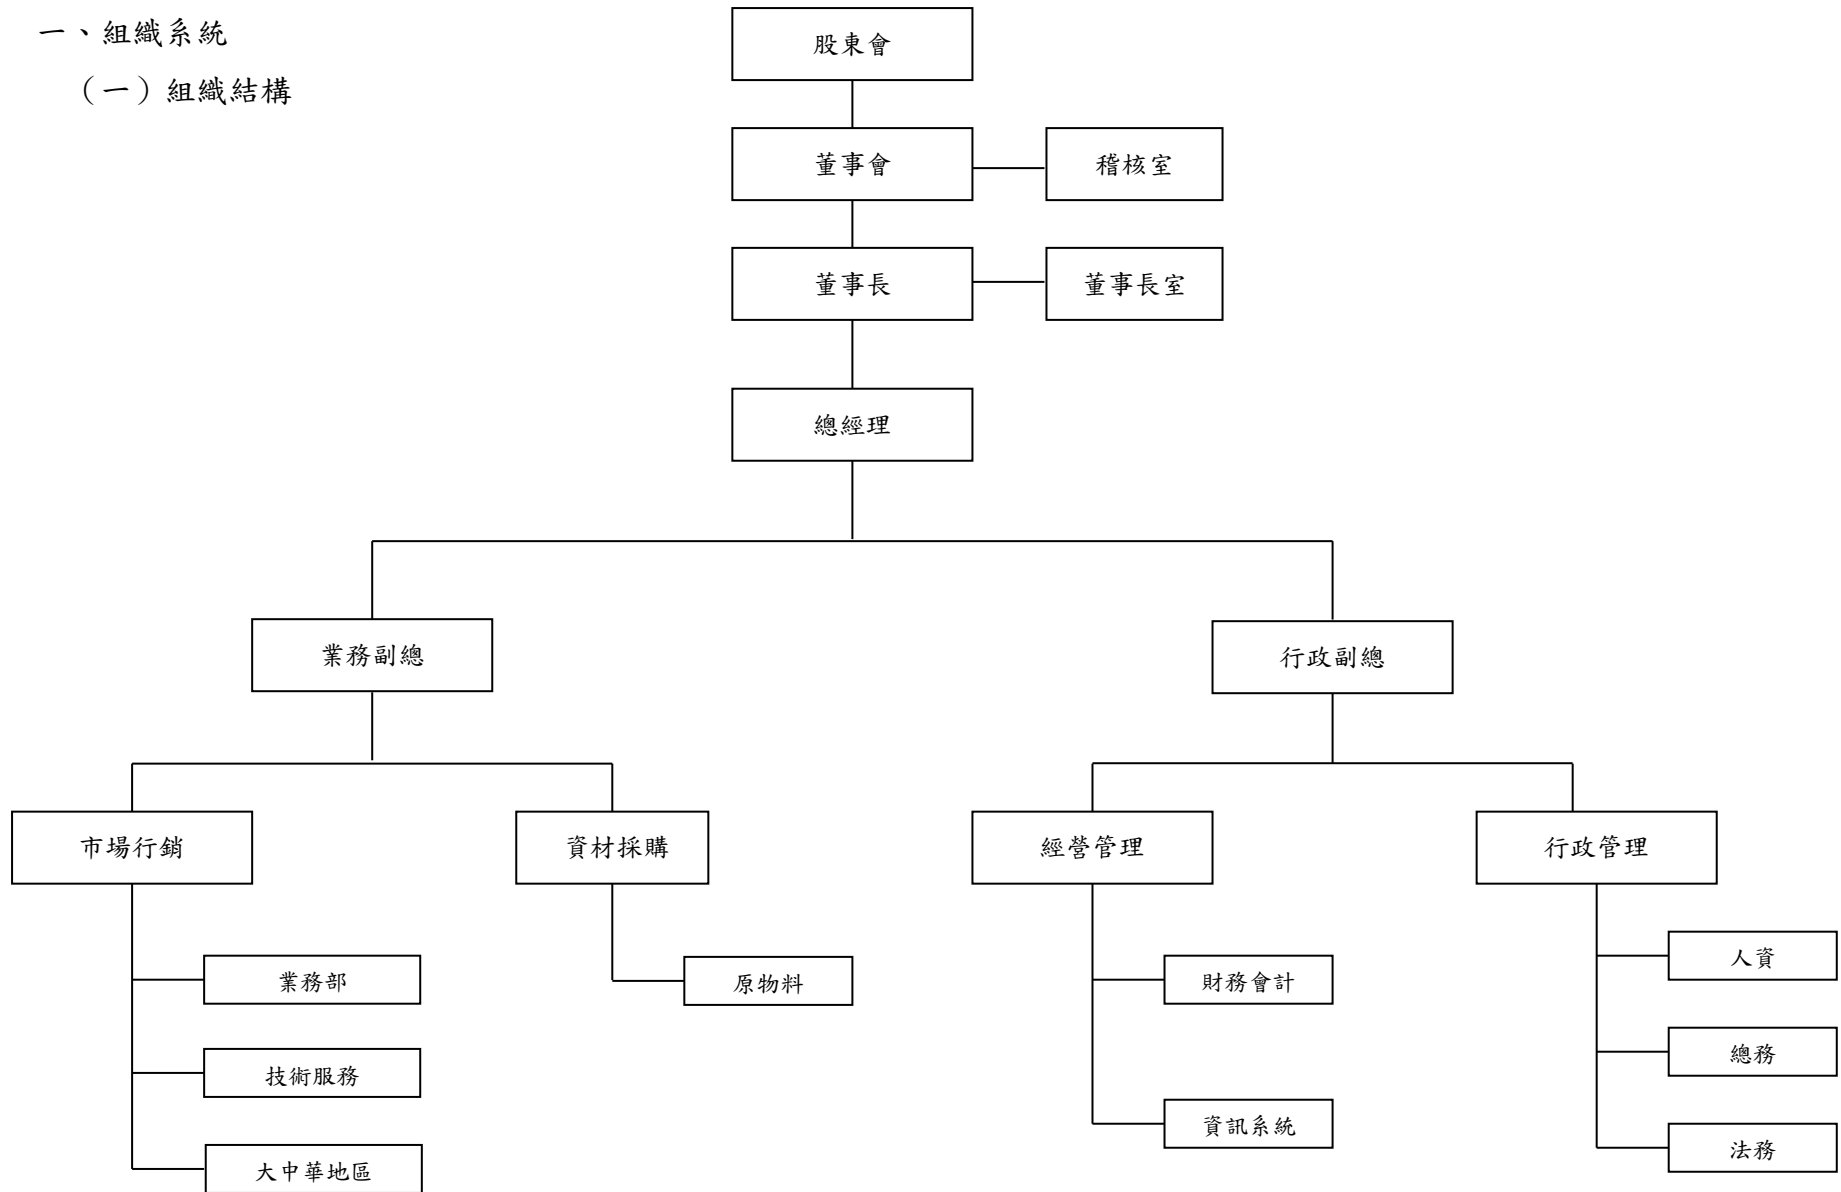 一、組織系統
（一）組織結構
股東會
董事會
稽核室
董事長
董事長室
總經理
業務副總
行政副總
市場行銷
資材採購
經營管理
行政管理
業務部
技術服務
大中華地區
原物料
財務會計
資訊系統
人資
總務
法務